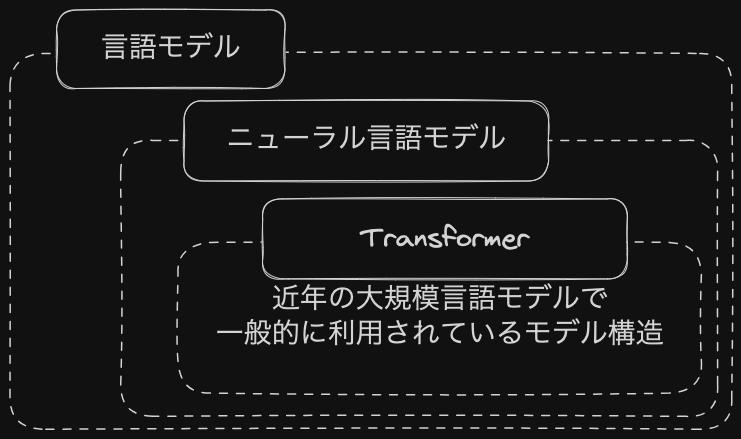 言語モデル
ニューラル言語モデル
Transformer
近年の大規模言語モデルで
一般的に利用されているモデル構造